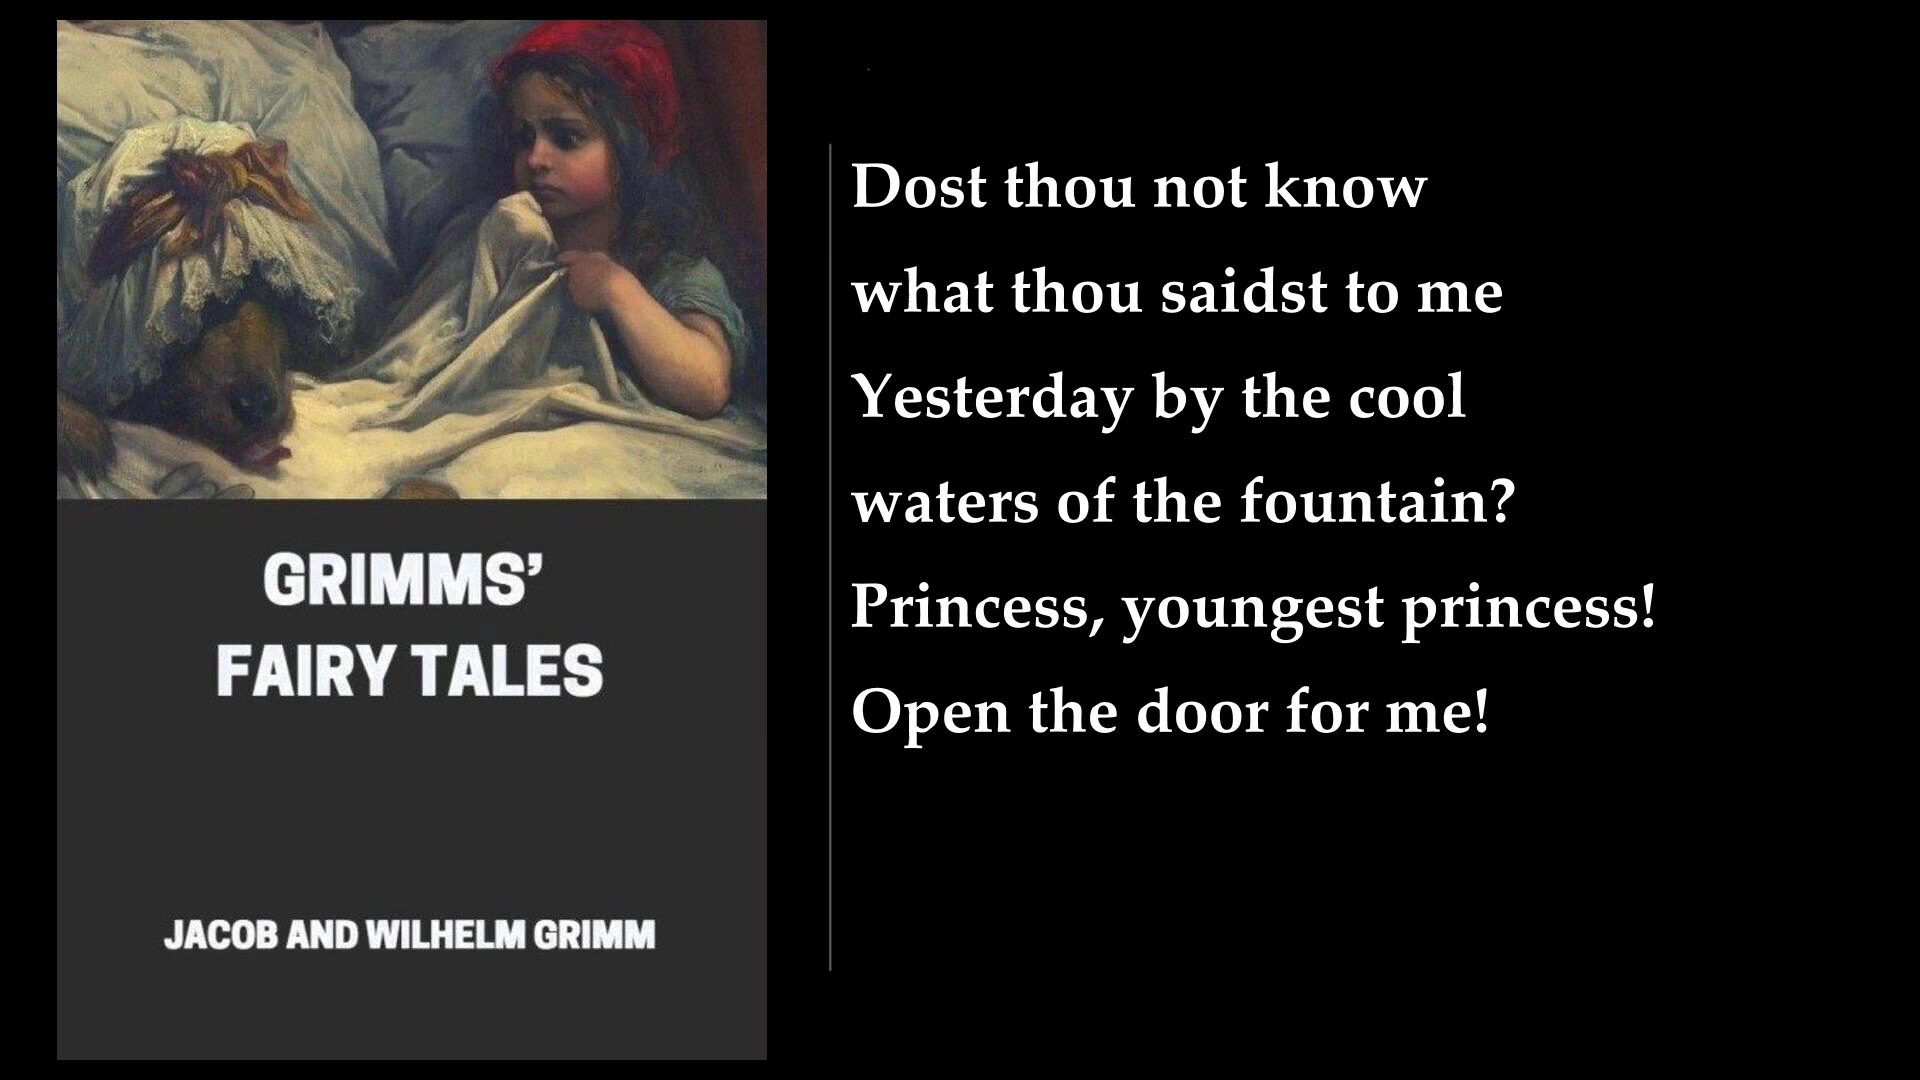 GRIMMS’
FAIRY TALES
JACOB AND WILHELM GRIMM
Dost thou not know
what thou saidst to me
Yesterday by the cool
waters of the fountain?
Princess, youngest princess!
Open the door for me!